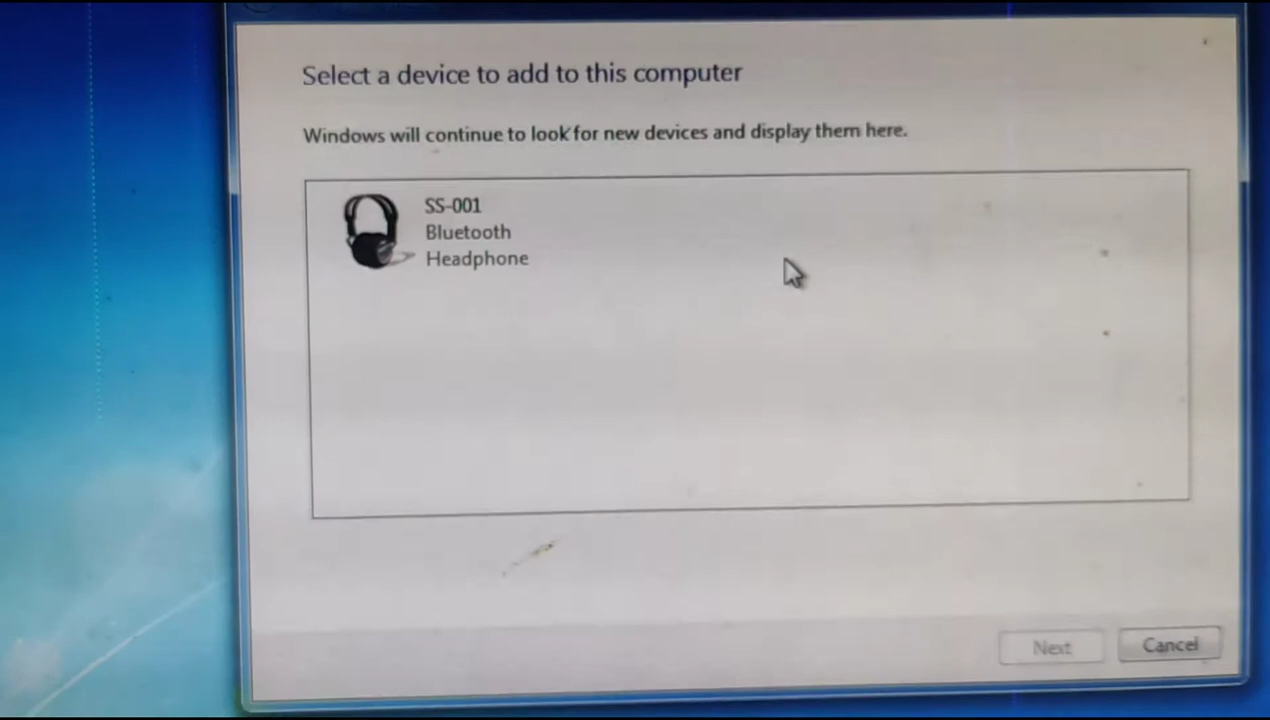 Select a device to add to this computer
Windows will continue to look for new devices and display them here.
SS-001
Bluetooth
Headphone
Next
Cancel